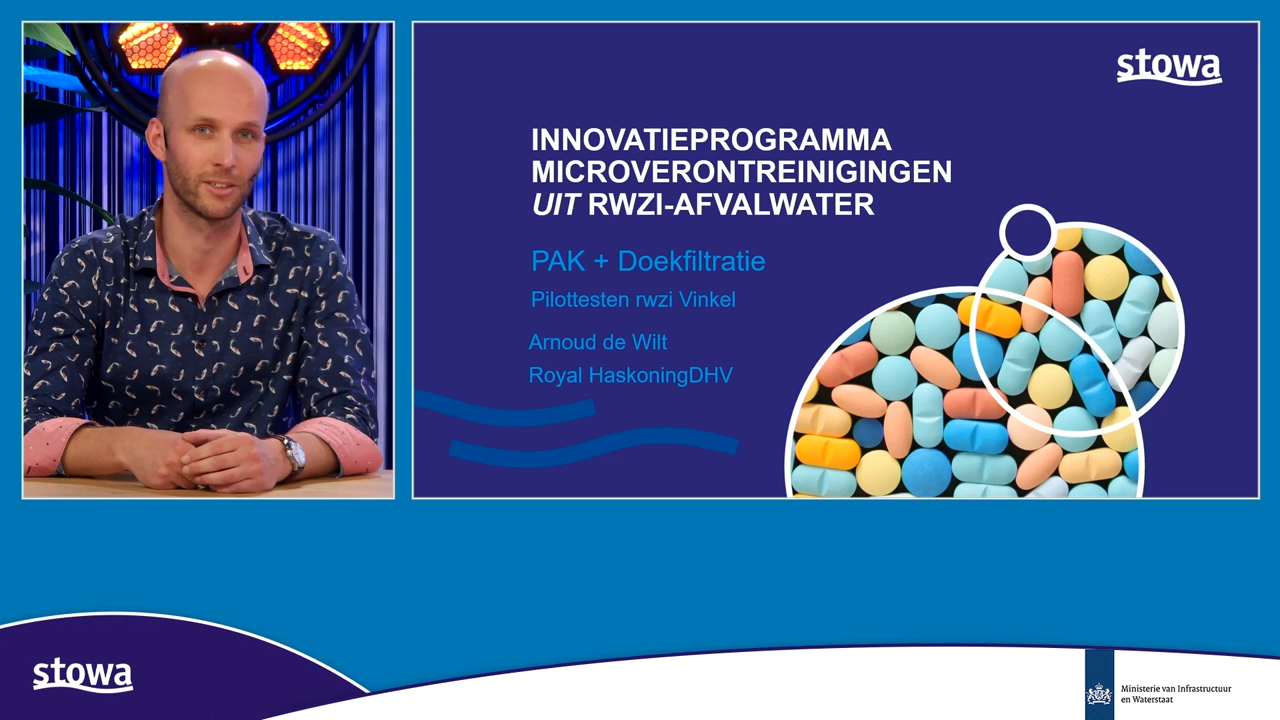 stowa
INNOVATIEPROGRAMMA
MICROVERONTREINIGINGEN
UIT RWZI-AFVALWATER
PAK + Doekfiltratie
Pilottesten rwzi Vinkel
Arnoud de Wilt
Royal HaskoningDHV
stowa
Ministerie van Infrastructuur
en Waterstaat